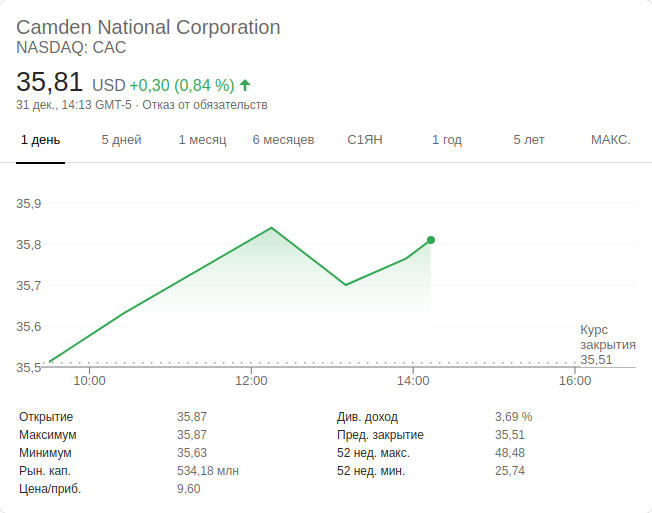 Camden National Corporation
NASDAQ: CAC
35,81 USD +0,30 (0,84 %)
31 дек., 14:13 GMT-5 · Отказ от обязательств
1 день 5 дней 1 месяц 6 месяцев С1ЯН 1 год 5 лет МАКС.
35,9
35,8
35,7
35,6
35,5
Курс
закрытия
35,51
10:00 12:00 14:00 16:00
Открытие 35,87 Див. доход 3,69 %
Максимум 35,87 Пред. закрытие 35,51
Минимум 35,63 52 нед. макс. 48,48
Рын. кап. 534,18 млн 52 нед. мин. 25,74
Цена/приб. 9,60